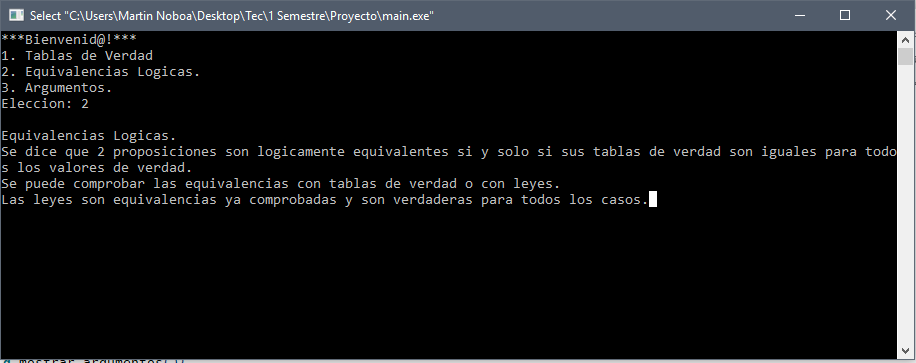 Select "C:\Users\Martin Noboa\Desktop\Tec\1 Semestre\Proyecto\main.exe"
***Bienvenid@!***
1. Tablas de Verdad
2. Equivalencias Logicas.
3. Argumentos.
Eleccion: 2
Equivalencias Logicas.
Se dice que 2 proposiciones son logicamente equivalentes si y solo si sus tablas de verdad son iguales para todo
s los valores de verdad.
Se puede comprobar las equivalencias con tablas de verdad o con leyes.
Las leyes son equivalencias ya comprobadas y son verdaderas para todos los casos.